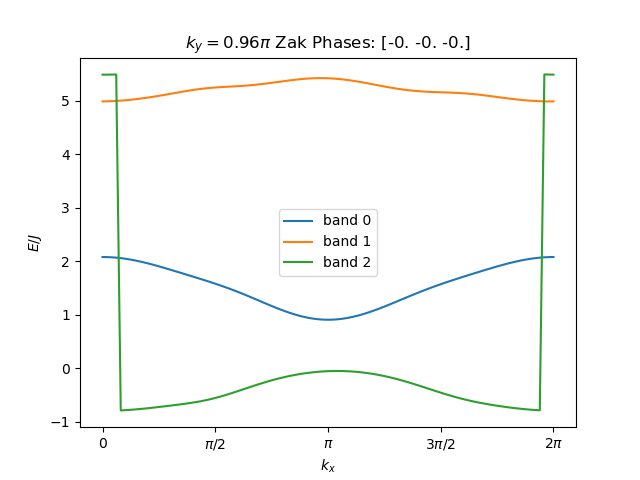 $k_y = 0.96\pi$ Zak Phases: [-0. -0. -0.]
E/J
5
4
3
2
1
0
−1
band 0
band 1
band 2
0
π/2
π
3π/2
2π
$k_x$